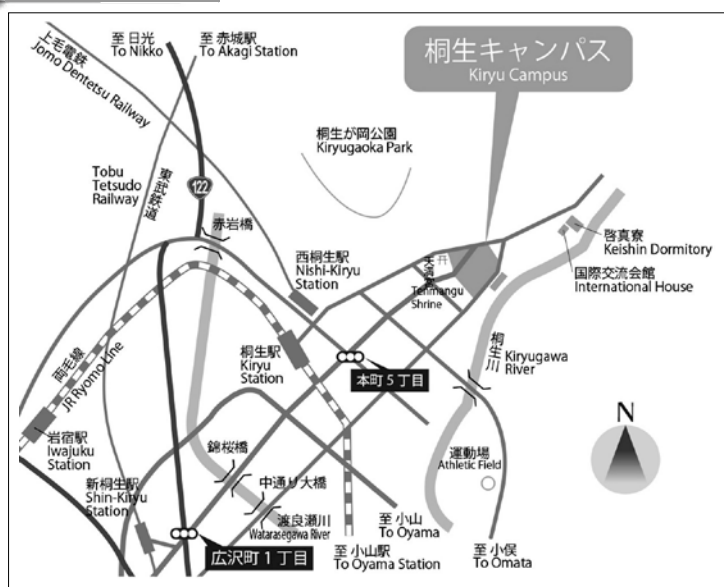 上毛電鉄
Jomo Dentetsu Railway
至 日光
To Nikko
至 赤城駅
To Akagi Station
桐生キャンパス
Kiryu Campus
桐生が岡公園
Kiryugaoka Park
Tobu
Tetsudo
Railway
東武鉄道
122
赤岩橋
西桐生駅
Nishi-Kiryu
Station
天満宮
Tenmangu
Shrine
啓真寮
Keishin Dormitory
国際交流会館
International House
桐生川
Kiryugawa
River
両毛線
JR Ryomo Line
桐生駅
Kiryu
Station
本町 5 丁目
岩宿駅
Iwajuku
Station
錦桜橋
運動場
Athletic Field
N
新桐生駅
Shin-Kiryu
Station
中通り大橋
渡良瀬川
Watarasegawa River
広沢町 1 丁目
至 小山
To Oyama
至 小山駅
To Oyama Station
至 小俣
To Omata